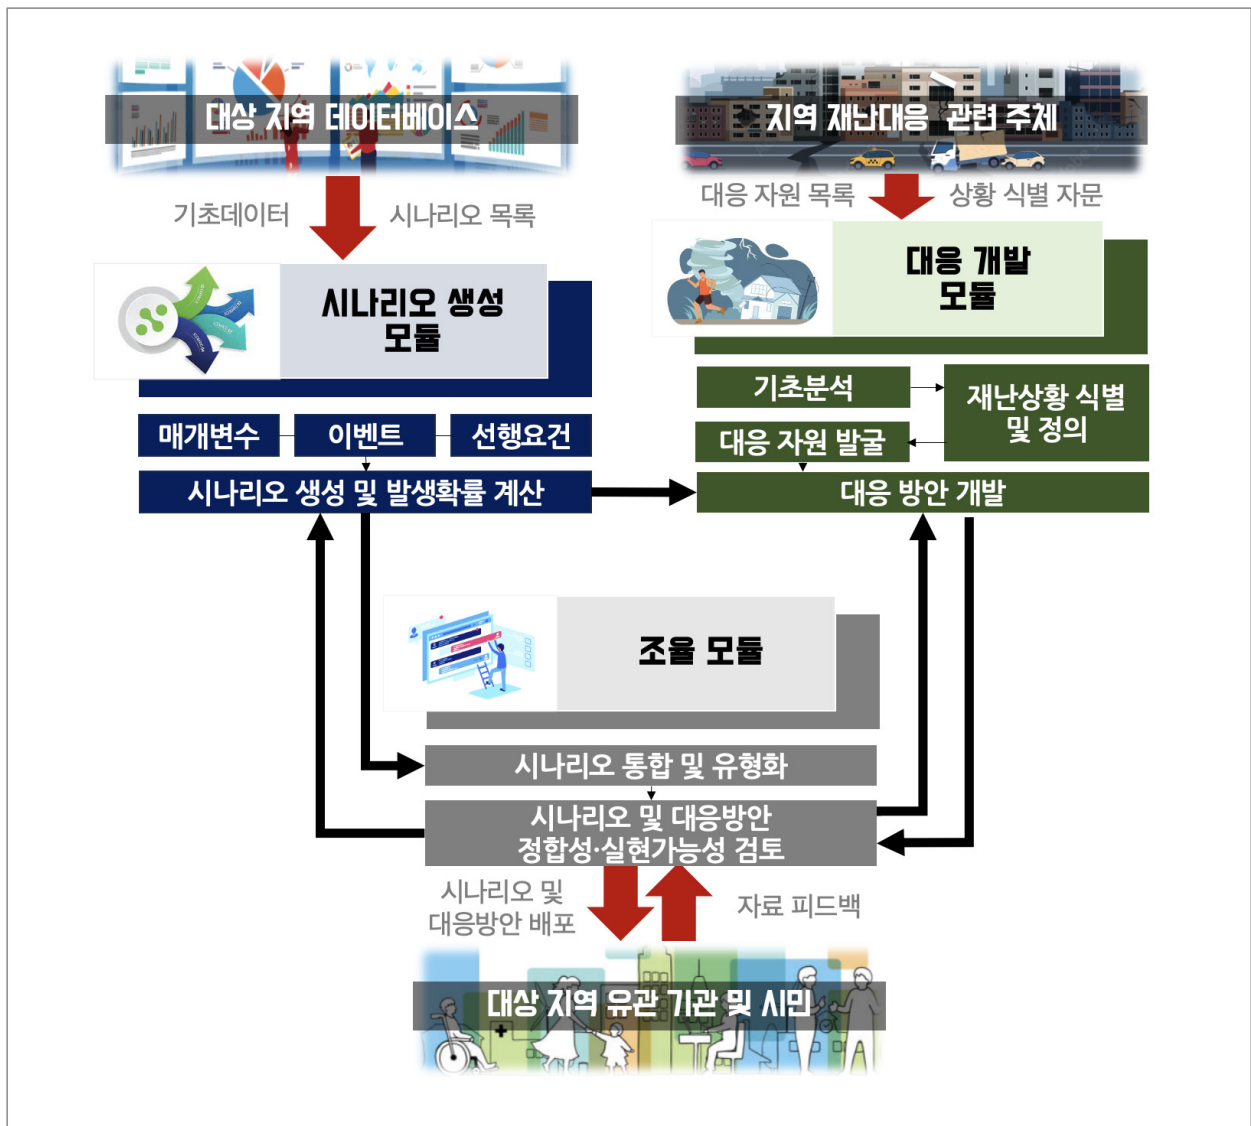 대상 지역 데이터베이스
지역 재난대응 관련 주체
기초데이터
시나리오 목록
대응 자원 목록
상황 식별 자문
시나리오 생성
모듈
대응 개발
모듈
매개변수
이벤트
선행요건
시나리오 생성 및 발생확률 계산
기초분석
재난상황 식별
및 정의
대응 자원 발굴
대응 방안 개발
조율 모듈
시나리오 통합 및 유형화
시나리오 및 대응방안
정합성·실현가능성 검토
시나리오 및
대응방안 배포
자료 피드백
대상 지역 유관 기관 및 시민